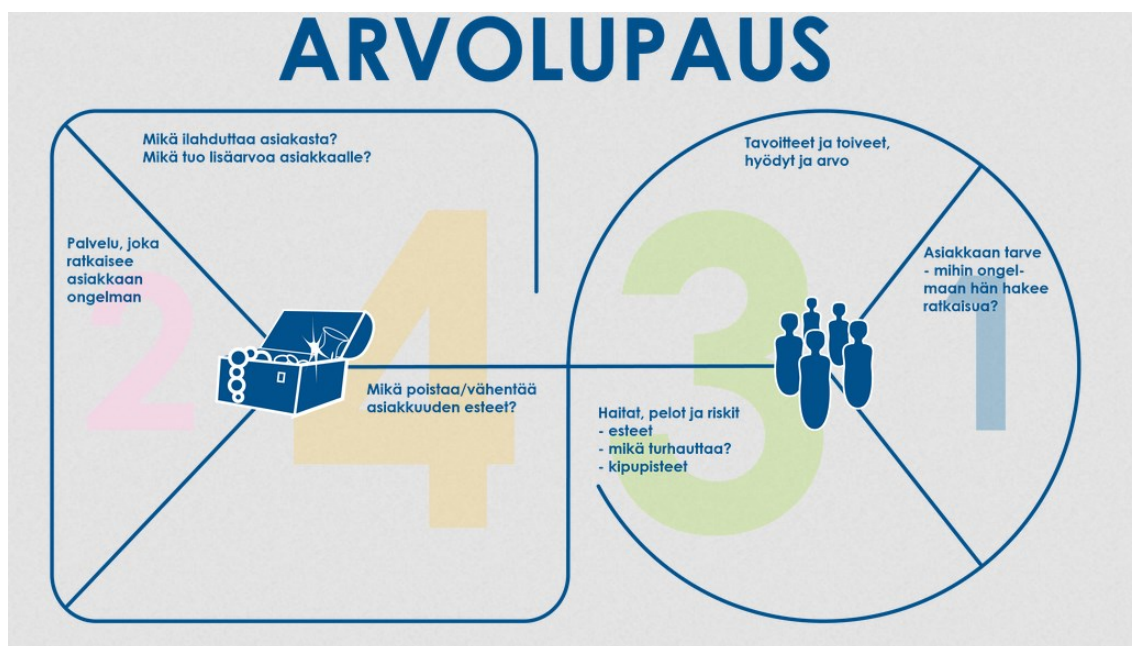 ARVOLUPAUS
Mikä ilahduttaa asiakasta?
Mikä tuo lisäarvoa asiakkaalle?
Palvelu, joka
ratkaisee
asiakkaan
ongelman
2
4
Mikä poistaa/vähentää
asiakkuuden esteet?
Tavoitteet ja toiveet,
hyödyt ja arvo
3
Haitat, pelot ja riskit
- esteet
- mikä turhauttaa?
- kipupisteet
Asiakkaan tarve
- mihin ongel-
maan hän hakee
ratkaisua?
1